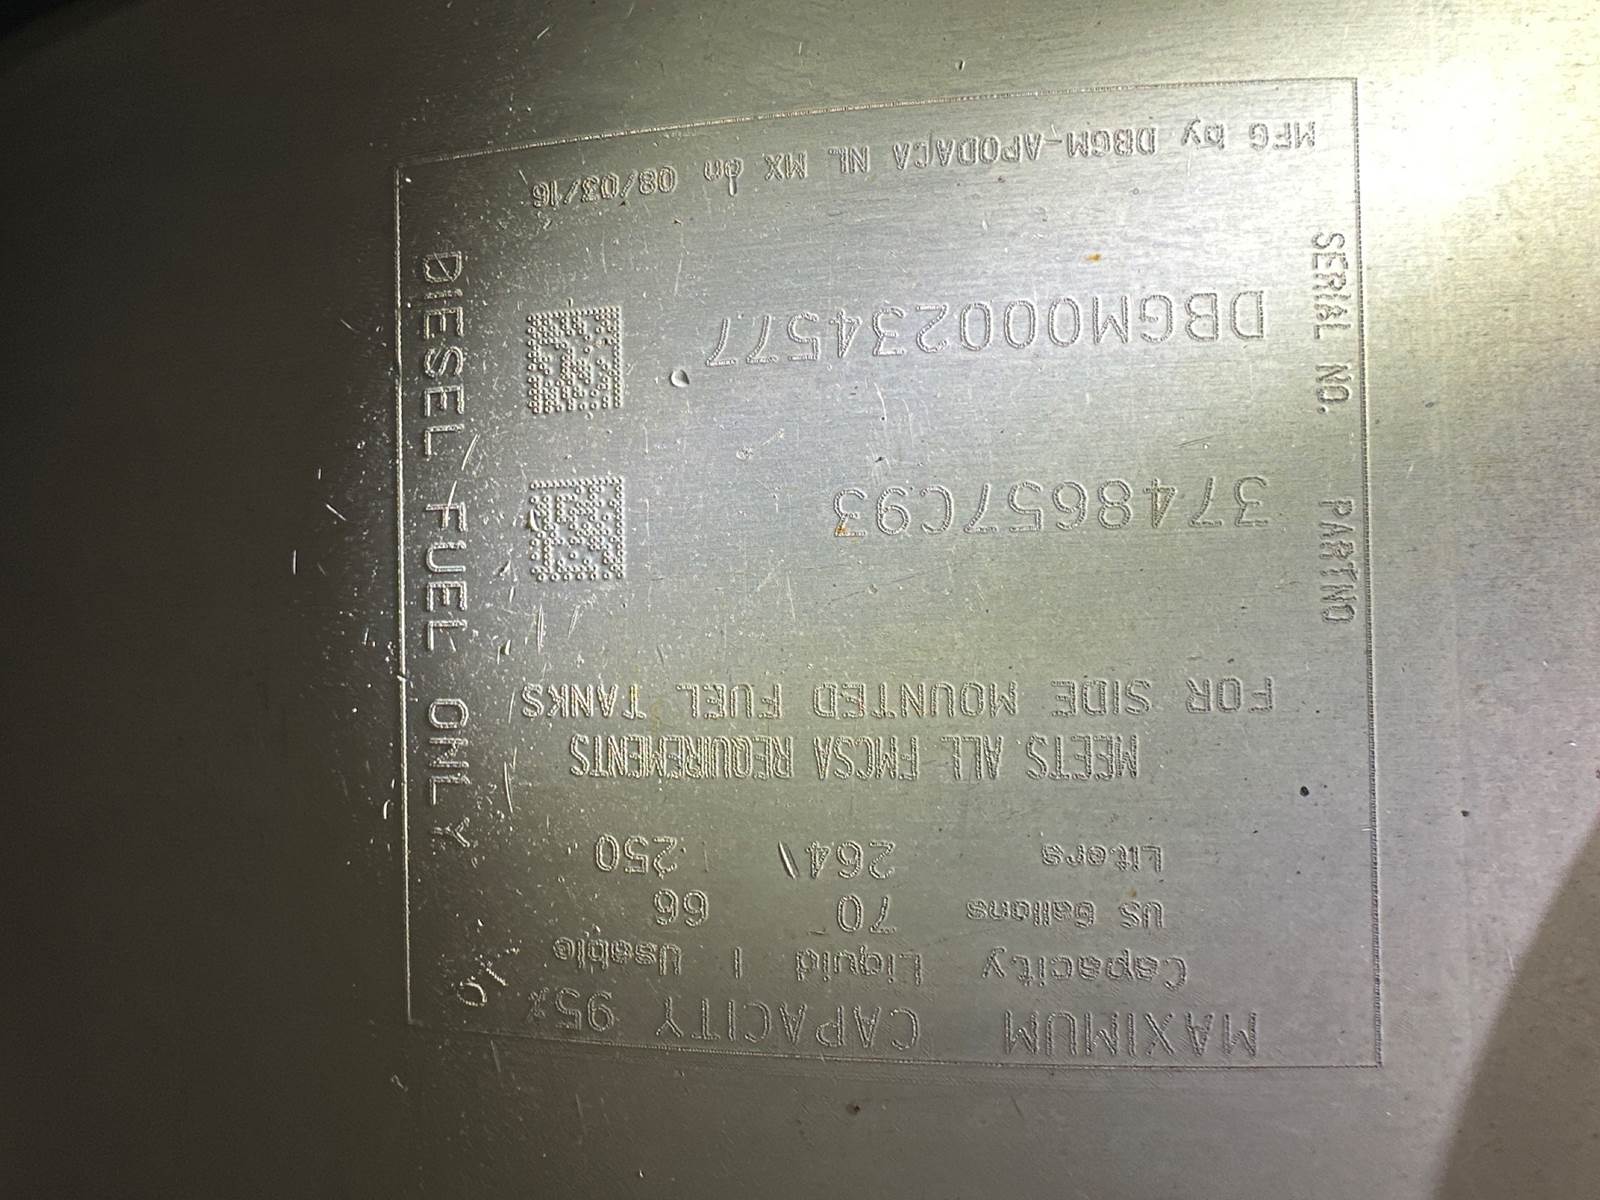 MAXIMUM CAPACITY 95%
Capacity Liquid | Usable
US Gallons 70 66
Liters 264 250
MEETS ALL FMCSA REQUIREMENTS
FOR SIDE MOUNTED FUEL TANKS
PARTNO
3748657C93
SERIAL NO.
DBGM000234577
MFG by DBGM-APODACA NL MX on 08/03/16
DIESEL FUEL ONLY